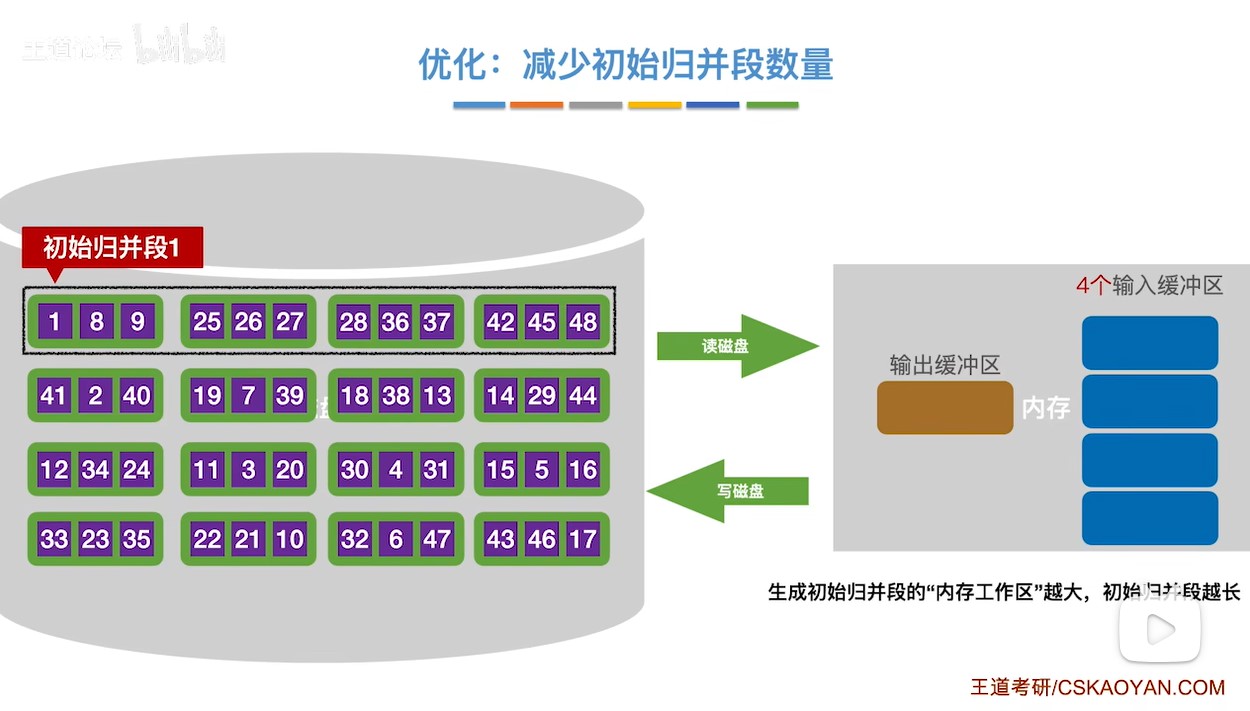 王道论坛 bilibili
优化：减少初始归并段数量
初始归并段1
1 8 9 25 26 27 28 36 37 42 45 48
41 2 40 19 7 39 18 38 13 14 29 44
12 34 24 11 3 20 30 4 31 15 5 16
33 23 35 22 21 10 32 6 47 43 46 17
读磁盘
写磁盘
4个输入缓冲区
输出缓冲区
内存
生成初始归并段的“内存工作区”越大，初始归并段越长
王道考研/CSKAOYAN.COM